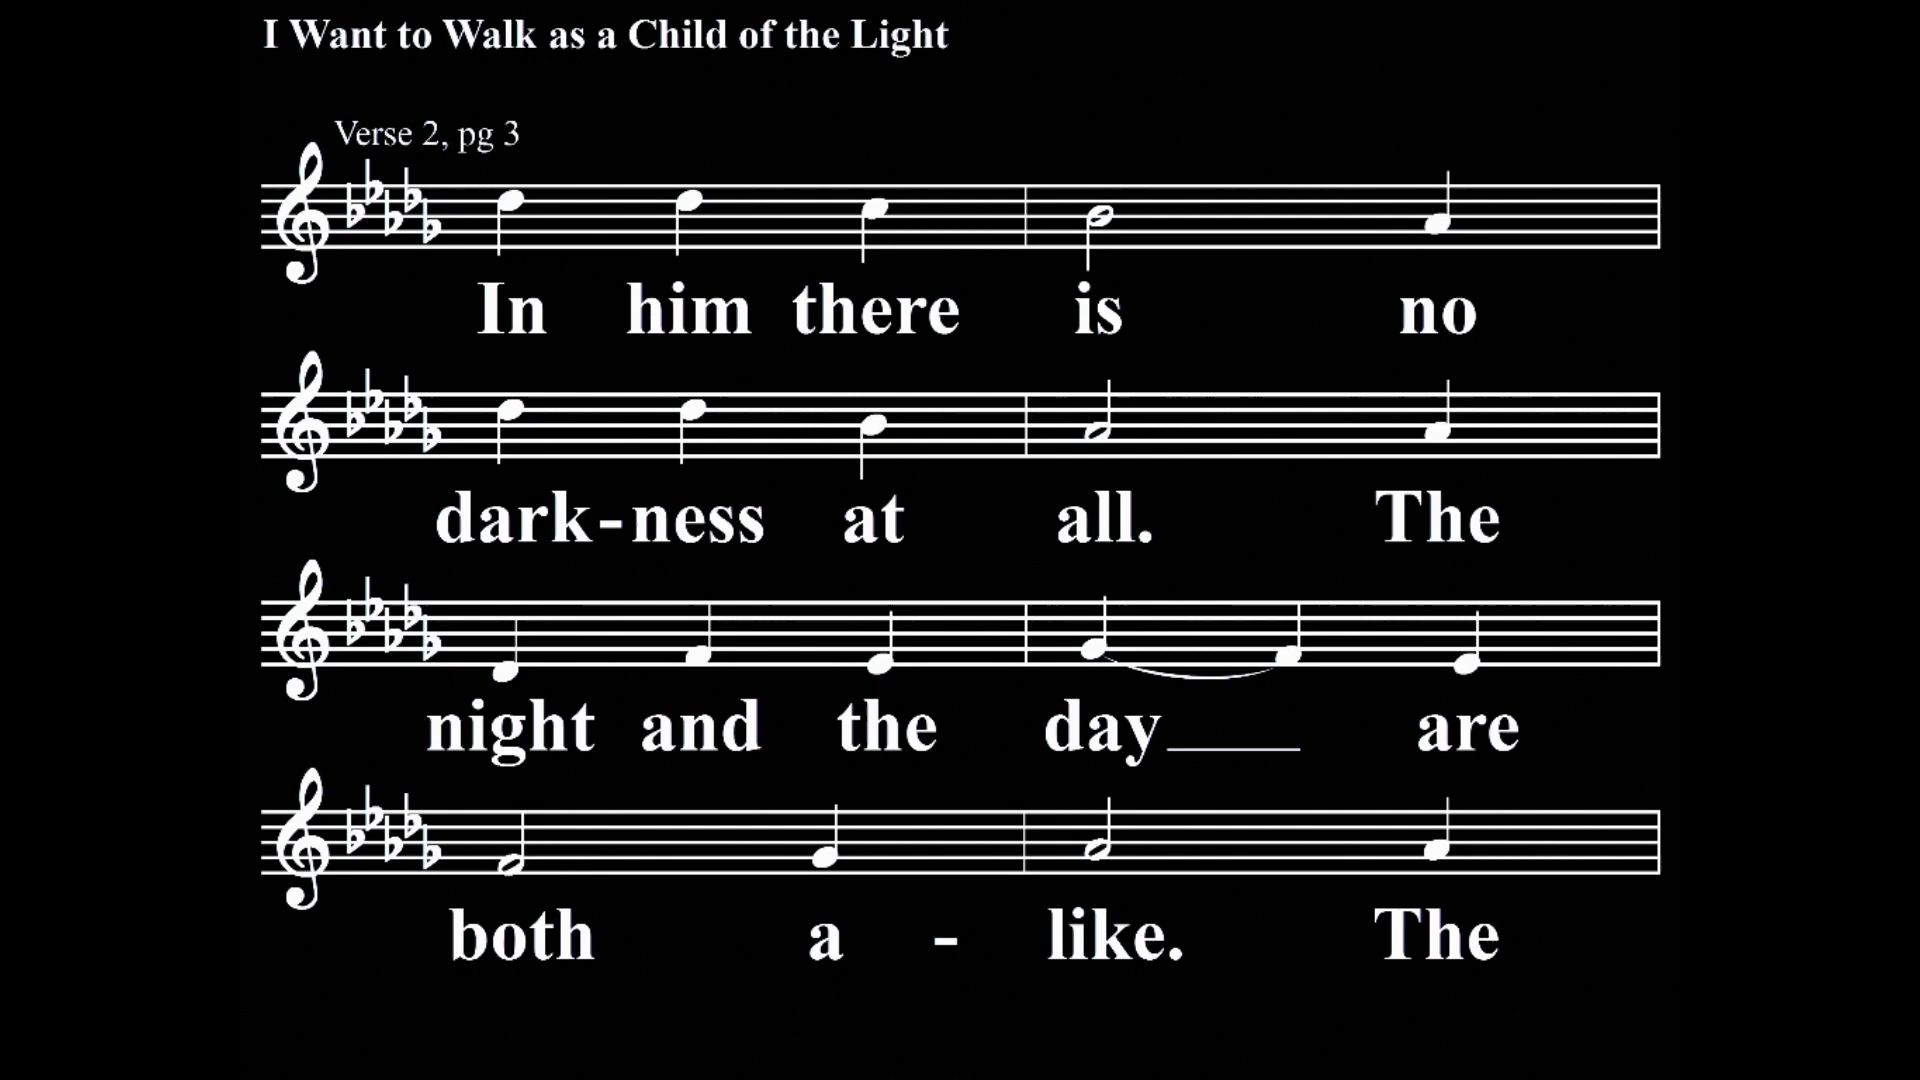 I Want to Walk as a Child of the Light
Verse 2, pg 3
In him there is no
dark-ness at all. The
night and the day____ are
both a - like. The